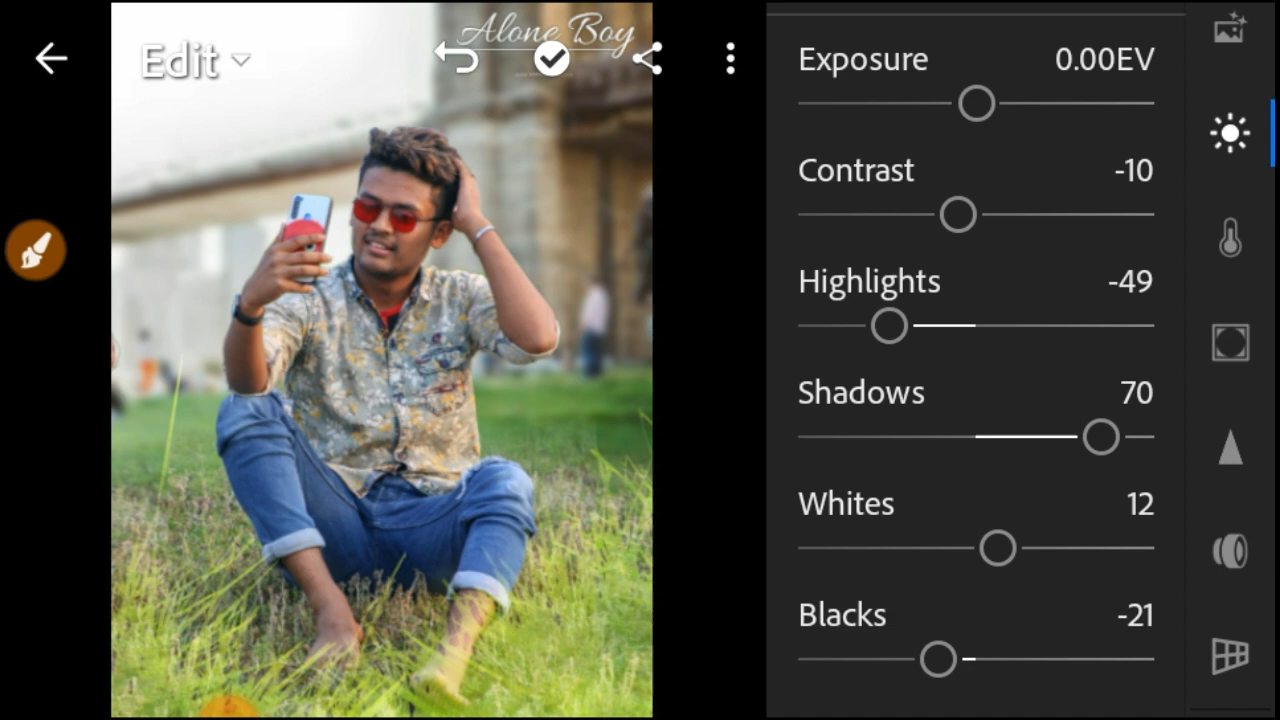 Alone Boy
Edit
Exposure 0.00EV
Contrast -10
Highlights -49
Shadows 70
Whites 12
Blacks -21